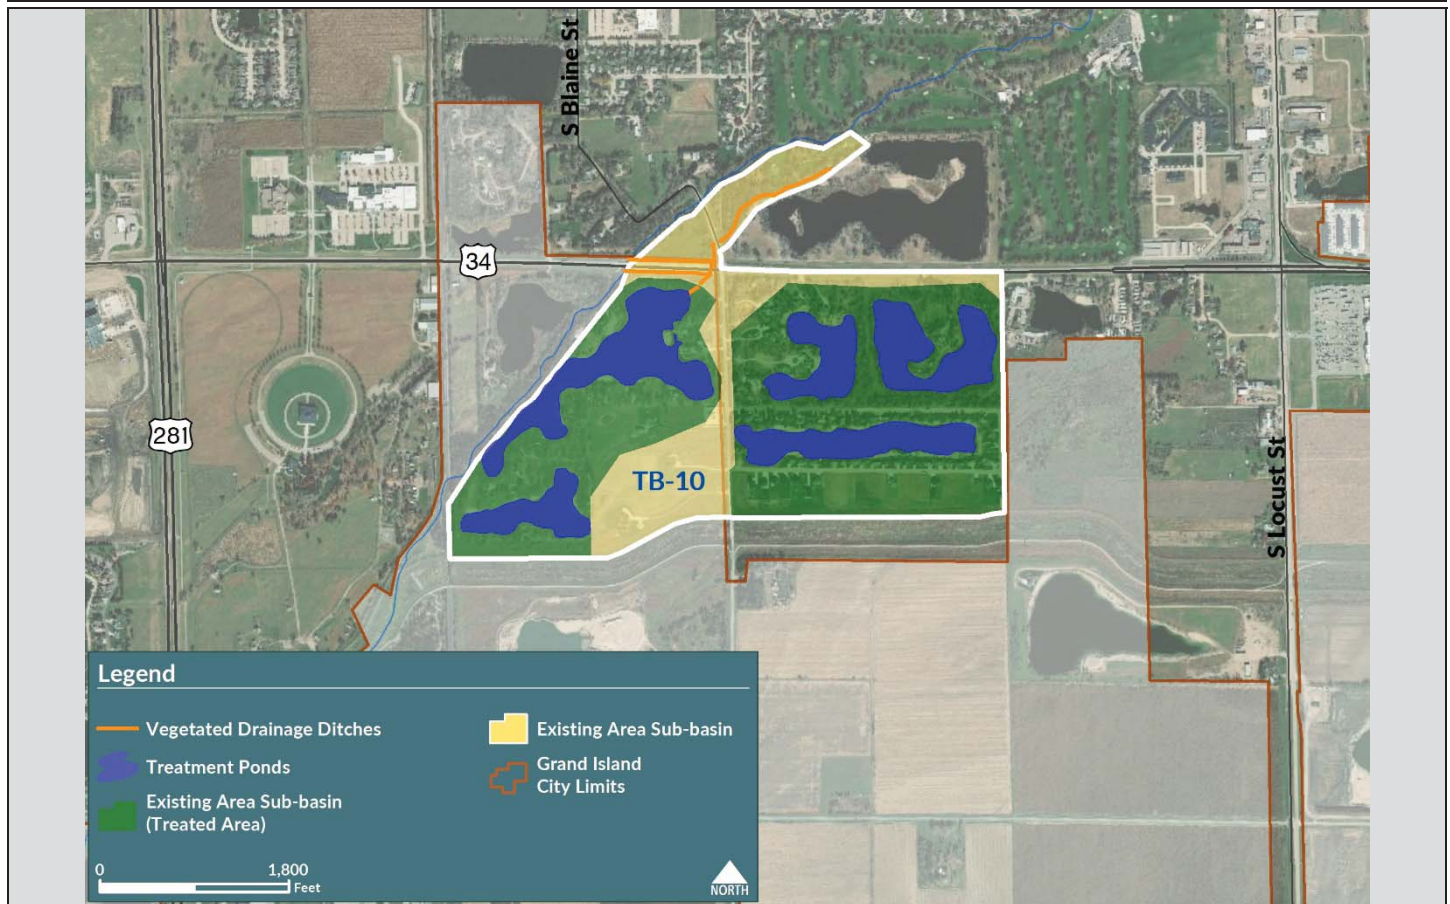 S Blaine St
34
281
TB-10
S Locust St
Legend
Vegetated Drainage Ditches
Treatment Ponds
Existing Area Sub-basin
(Treated Area)
Existing Area Sub-basin
Grand Island
City Limits
0 1,800
Feet
NORTH